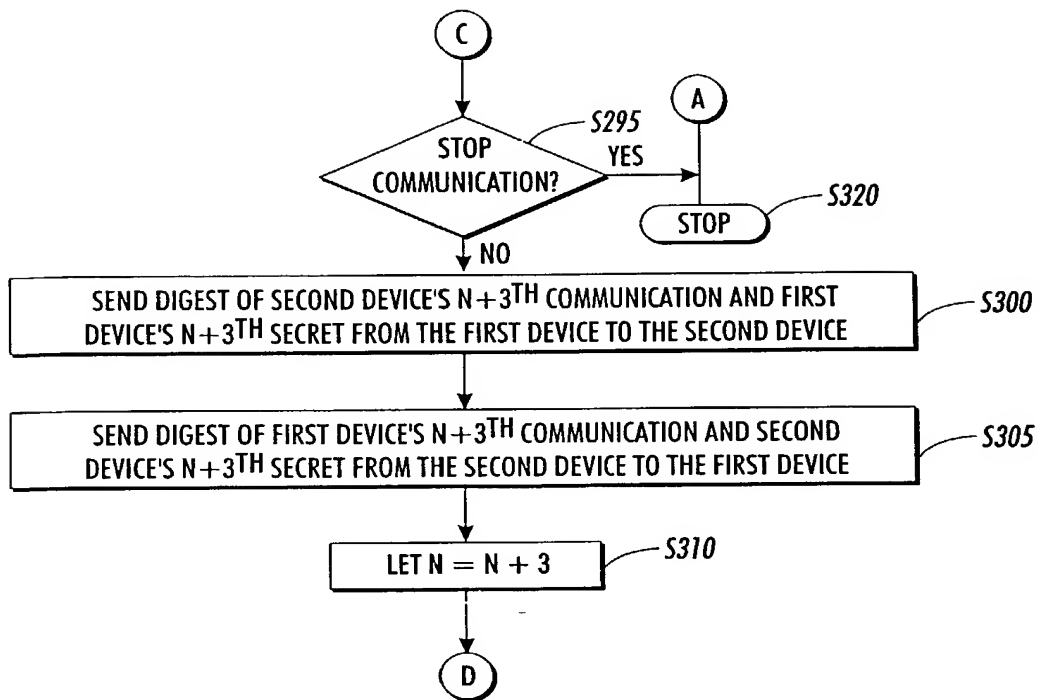 C
A
S295
STOP
COMMUNICATION?
YES
S320
STOP
NO
SEND DIGEST OF SECOND DEVICE'S N+3TH COMMUNICATION AND FIRST
DEVICE'S N+3TH SECRET FROM THE FIRST DEVICE TO THE SECOND DEVICE
S300
SEND DIGEST OF FIRST DEVICE'S N+3TH COMMUNICATION AND SECOND
DEVICE'S N+3TH SECRET FROM THE SECOND DEVICE TO THE FIRST DEVICE
S305
LET N = N + 3
S310
D